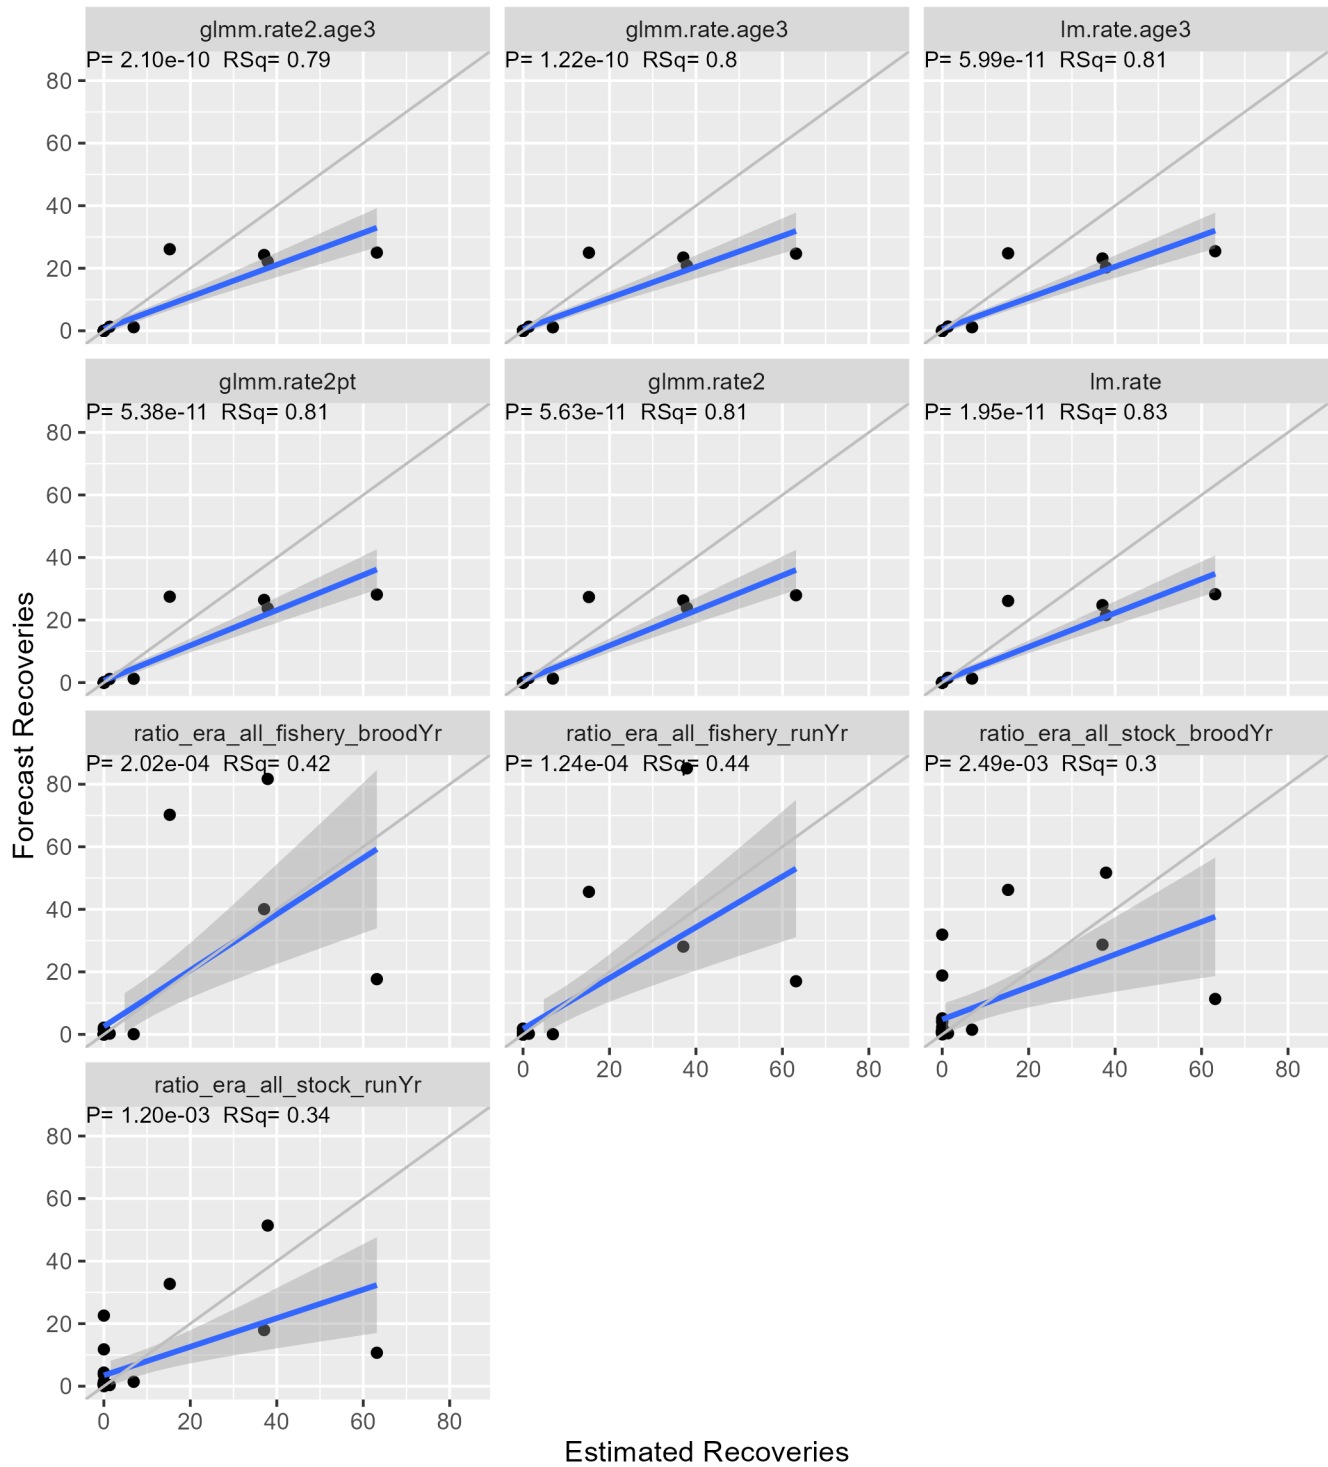 glmm.rate2.age3 glmm.rate.age3 lm.rate.age3
P= 2.10e-10 RSq= 0.79 P= 1.22e-10 RSq= 0.8 P= 5.99e-11 RSq= 0.81
80
60
40
20
0
glmm.rate2pt glmm.rate2 lm.rate
P= 5.38e-11 RSq= 0.81 P= 5.63e-11 RSq= 0.81 P= 1.95e-11 RSq= 0.83
80
60
40
20
0
Forecast Recoveries
ratio_era_all_fishery_broodYr ratio_era_all_fishery_runYr ratio_era_all_stock_broodYr
P= 2.02e-04 RSq= 0.42 P= 1.24e-04 RSq= 0.44 P= 2.49e-03 RSq= 0.3
80
60
40
20
0
0 20 40 60 80 0 20 40 60 80
ratio_era_all_stock_runYr
P= 1.20e-03 RSq= 0.34
80
60
40
20
0
0 20 40 60 80
Estimated Recoveries